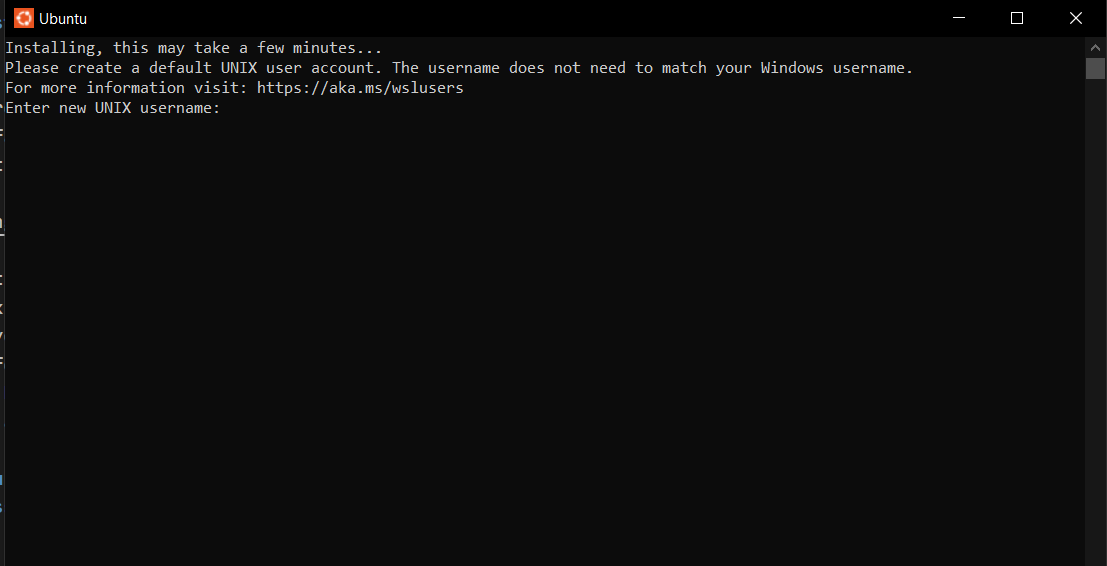 Ubuntu
Installing, this may take a few minutes...
Please create a default UNIX user account. The username does not need to match your Windows username.
For more information visit: https://aka.ms/wslusers
Enter new UNIX username: